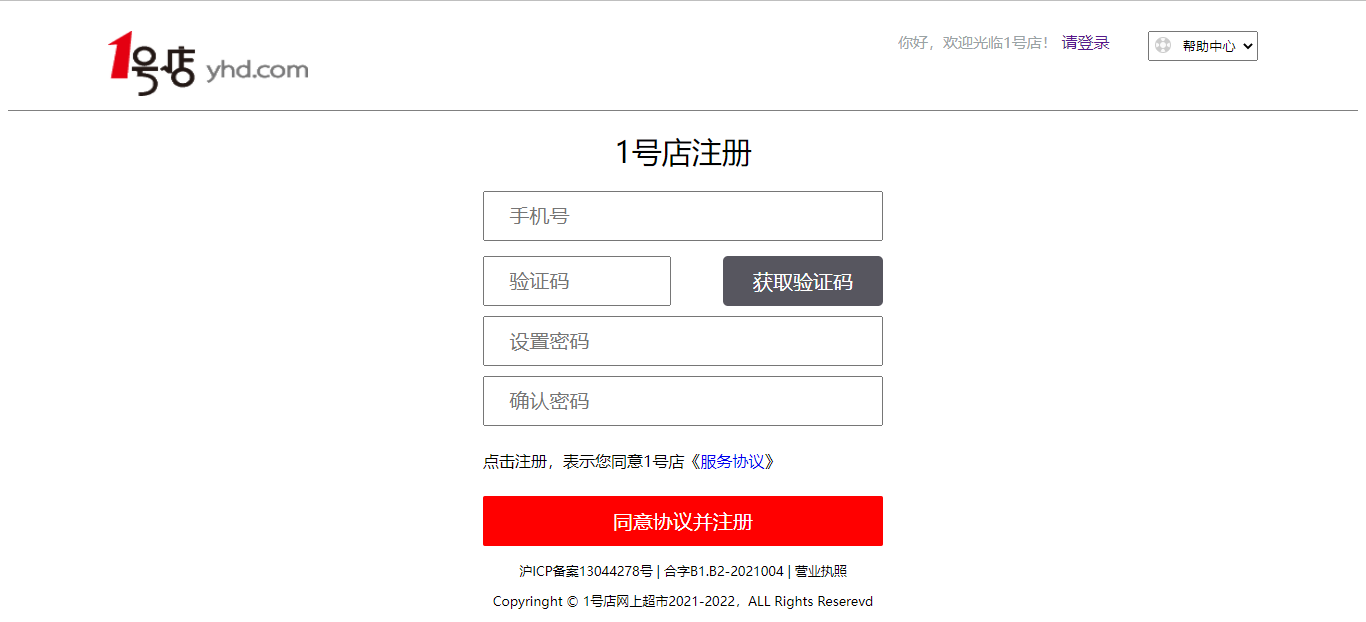 1号店 yhd.com
你好，欢迎光临1号店！ 请登录
帮助中心
1号店注册
手机号
验证码 获取验证码
设置密码
确认密码
点击注册，表示您同意1号店《服务协议》
同意协议并注册
沪ICP备案13044278号 | 合字B1.B2-2021004 | 营业执照
Copyringht © 1号店网上超市2021-2022，ALL Rights Reserevd